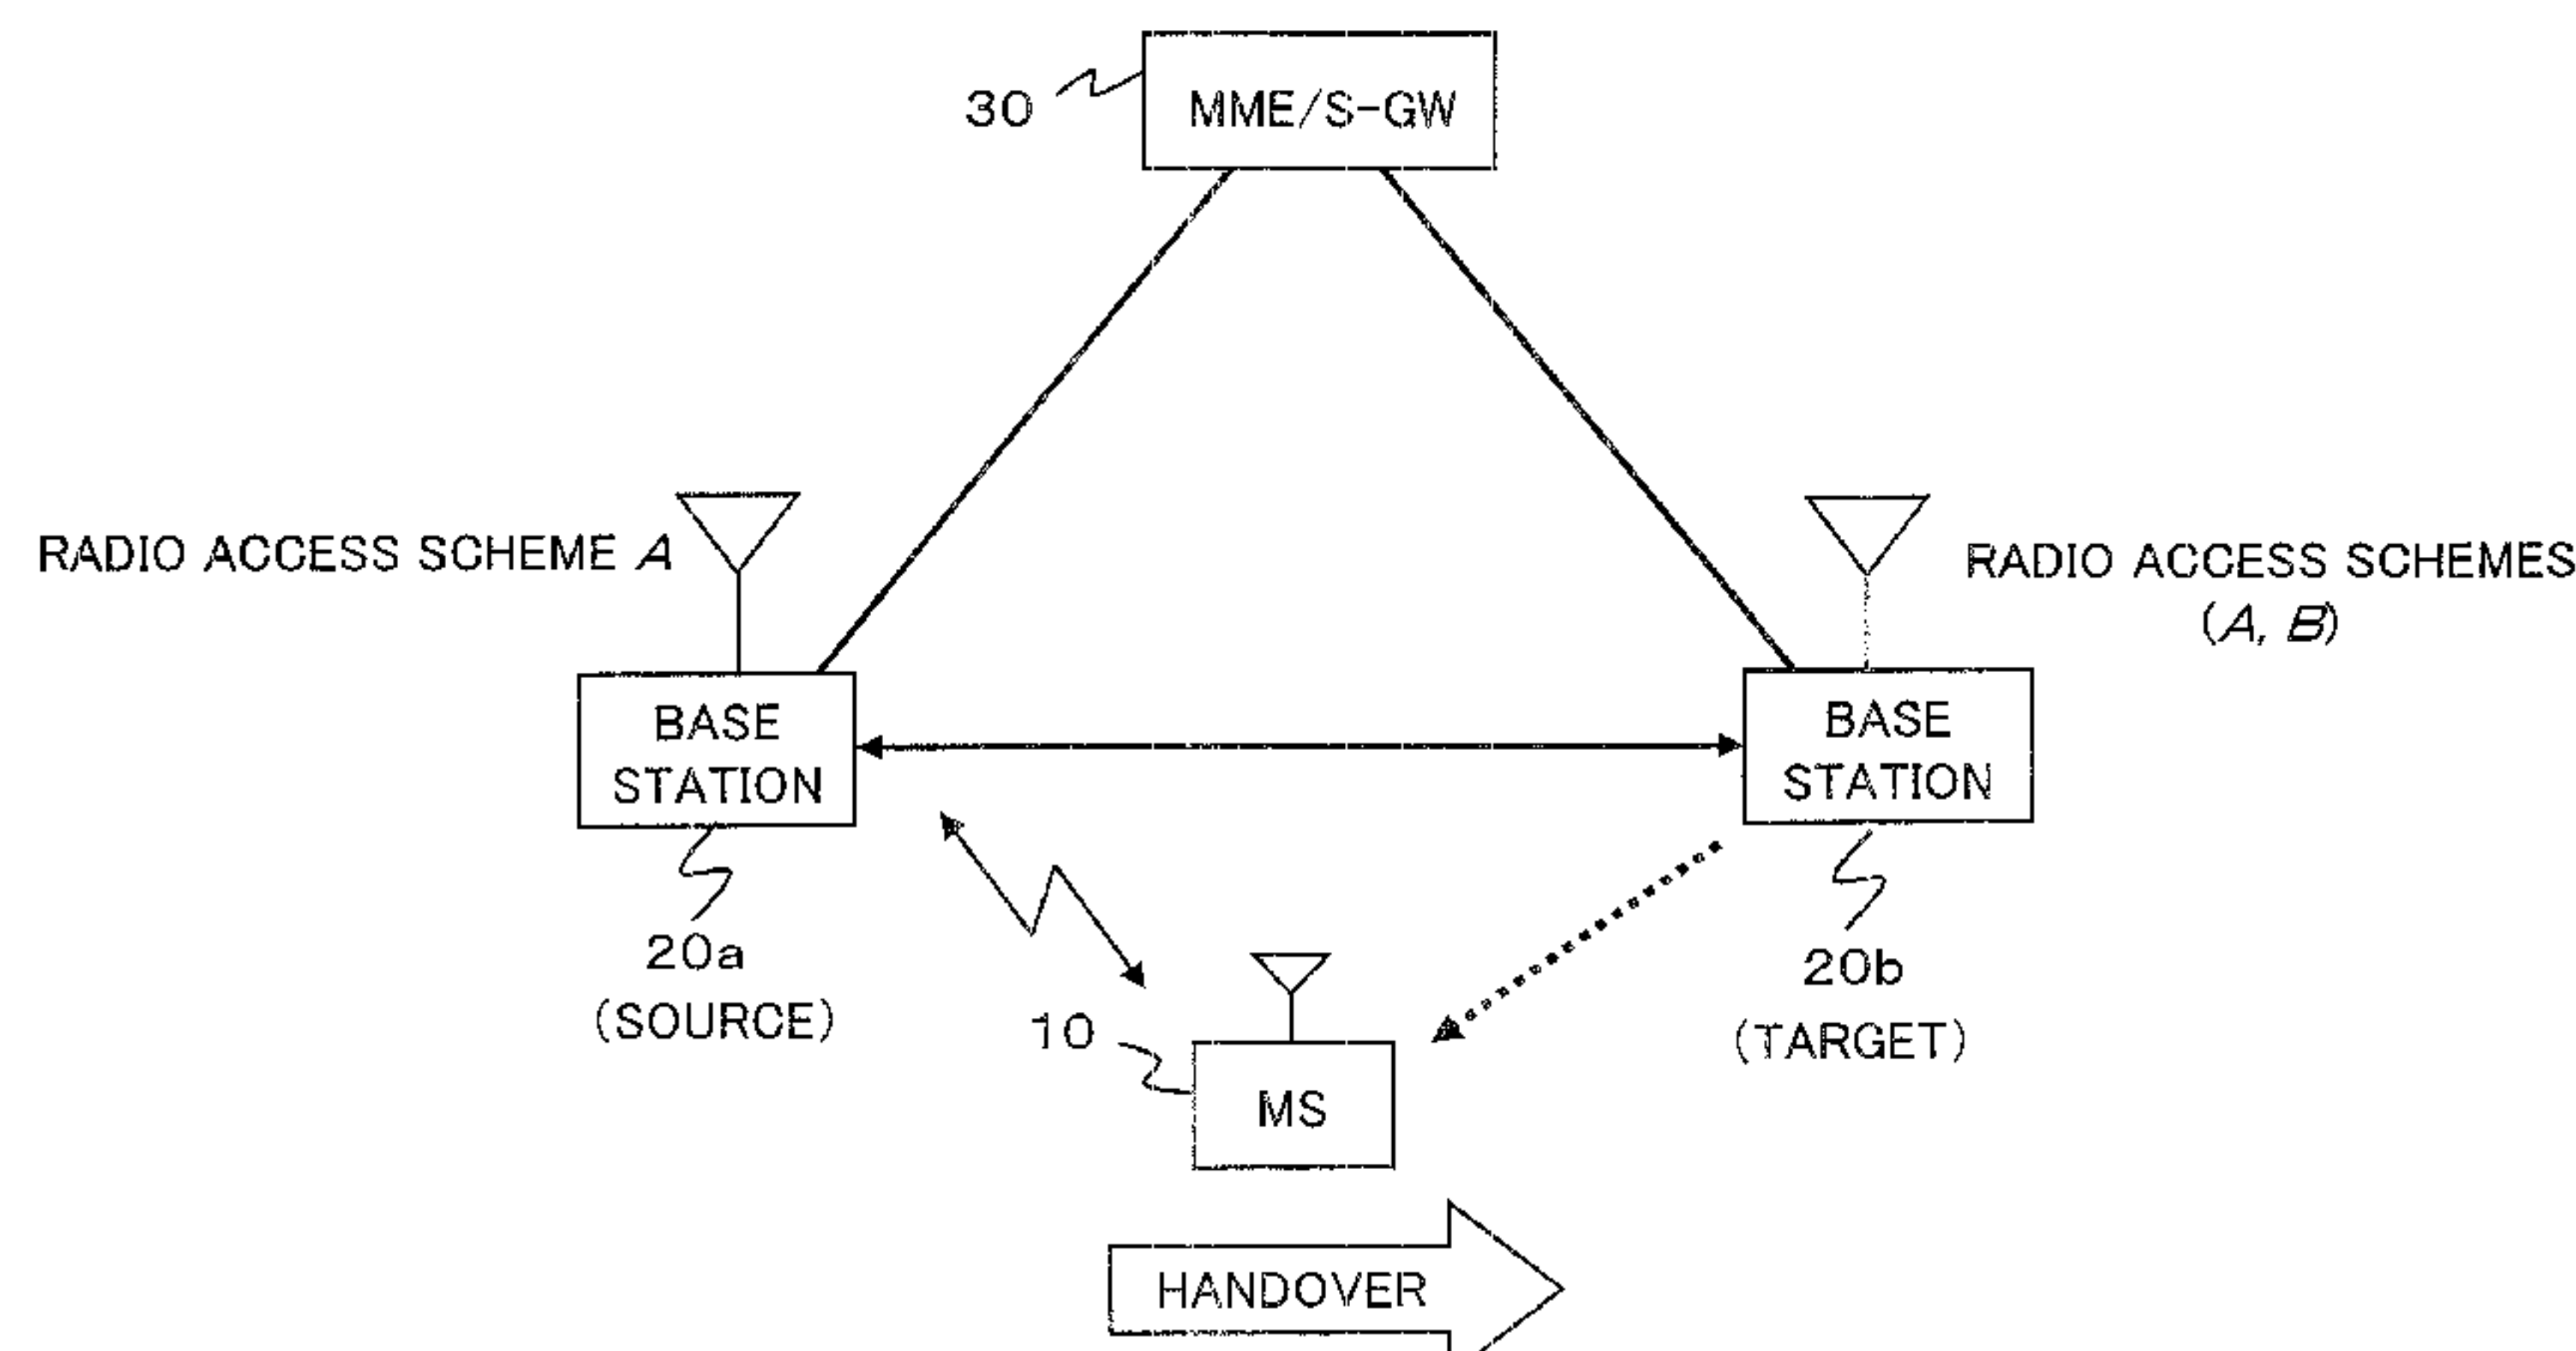 30
MME/S-GW
RADIO ACCESS SCHEME A
RADIO ACCESS SCHEMES
(A, B)
BASE
STATION
BASE
STATION
20a
(SOURCE)
20b
(TARGET)
10
MS
HANDOVER